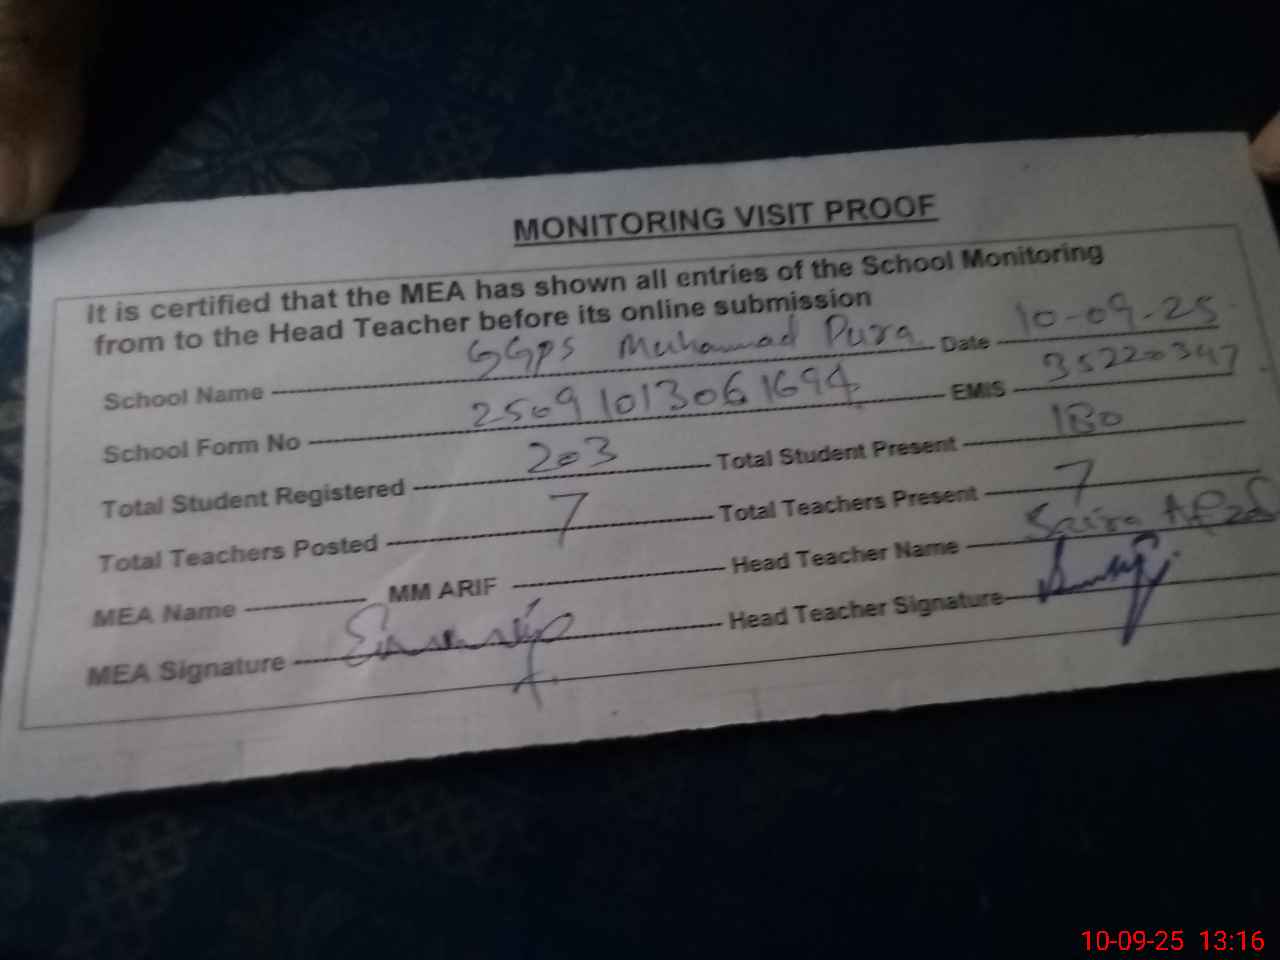 MONITORING VISIT PROOF
It is certified that the MEA has shown all entries of the School Monitoring
from to the Head Teacher before its online submission
School Name GGPS Muhammad Pura Date 10-09-25
School Form No 2509101306 1694 EMIS 35220347
Total Student Registered 203 Total Student Present 180
Total Teachers Posted 7 Total Teachers Present 7
MEA Name MM ARIF Head Teacher Name Saira Afzal
MEA Signature Head Teacher Signature
10-09-25 13:16